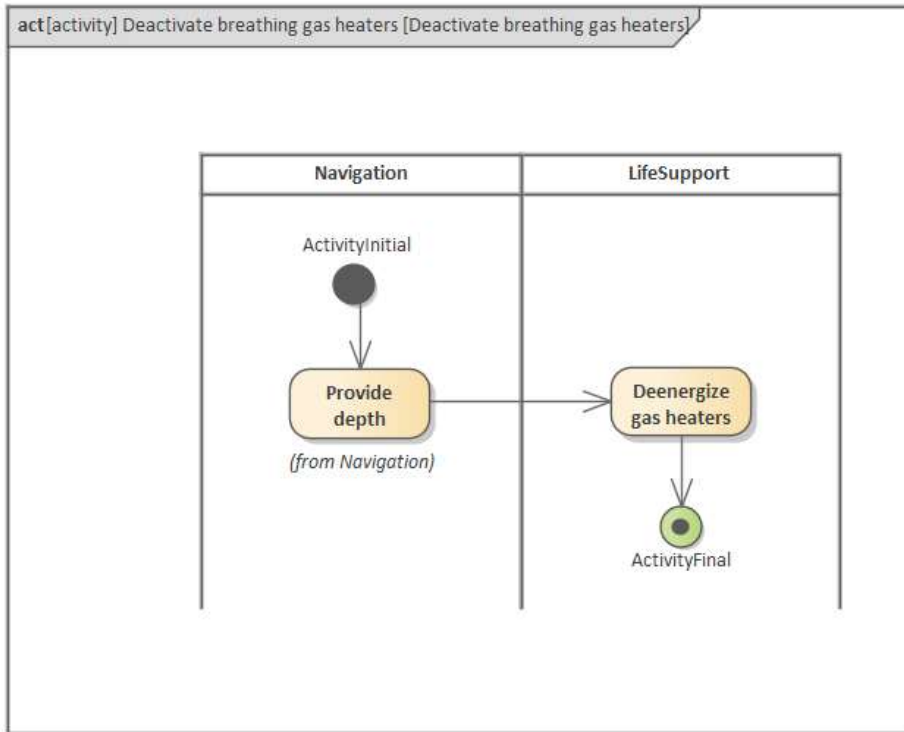 act [activity] Deactivate breathing gas heaters [Deactivate breathing gas heaters]
Navigation
LifeSupport
ActivityInitial
Provide
depth
(from Navigation)
Deenergize
gas heaters
ActivityFinal